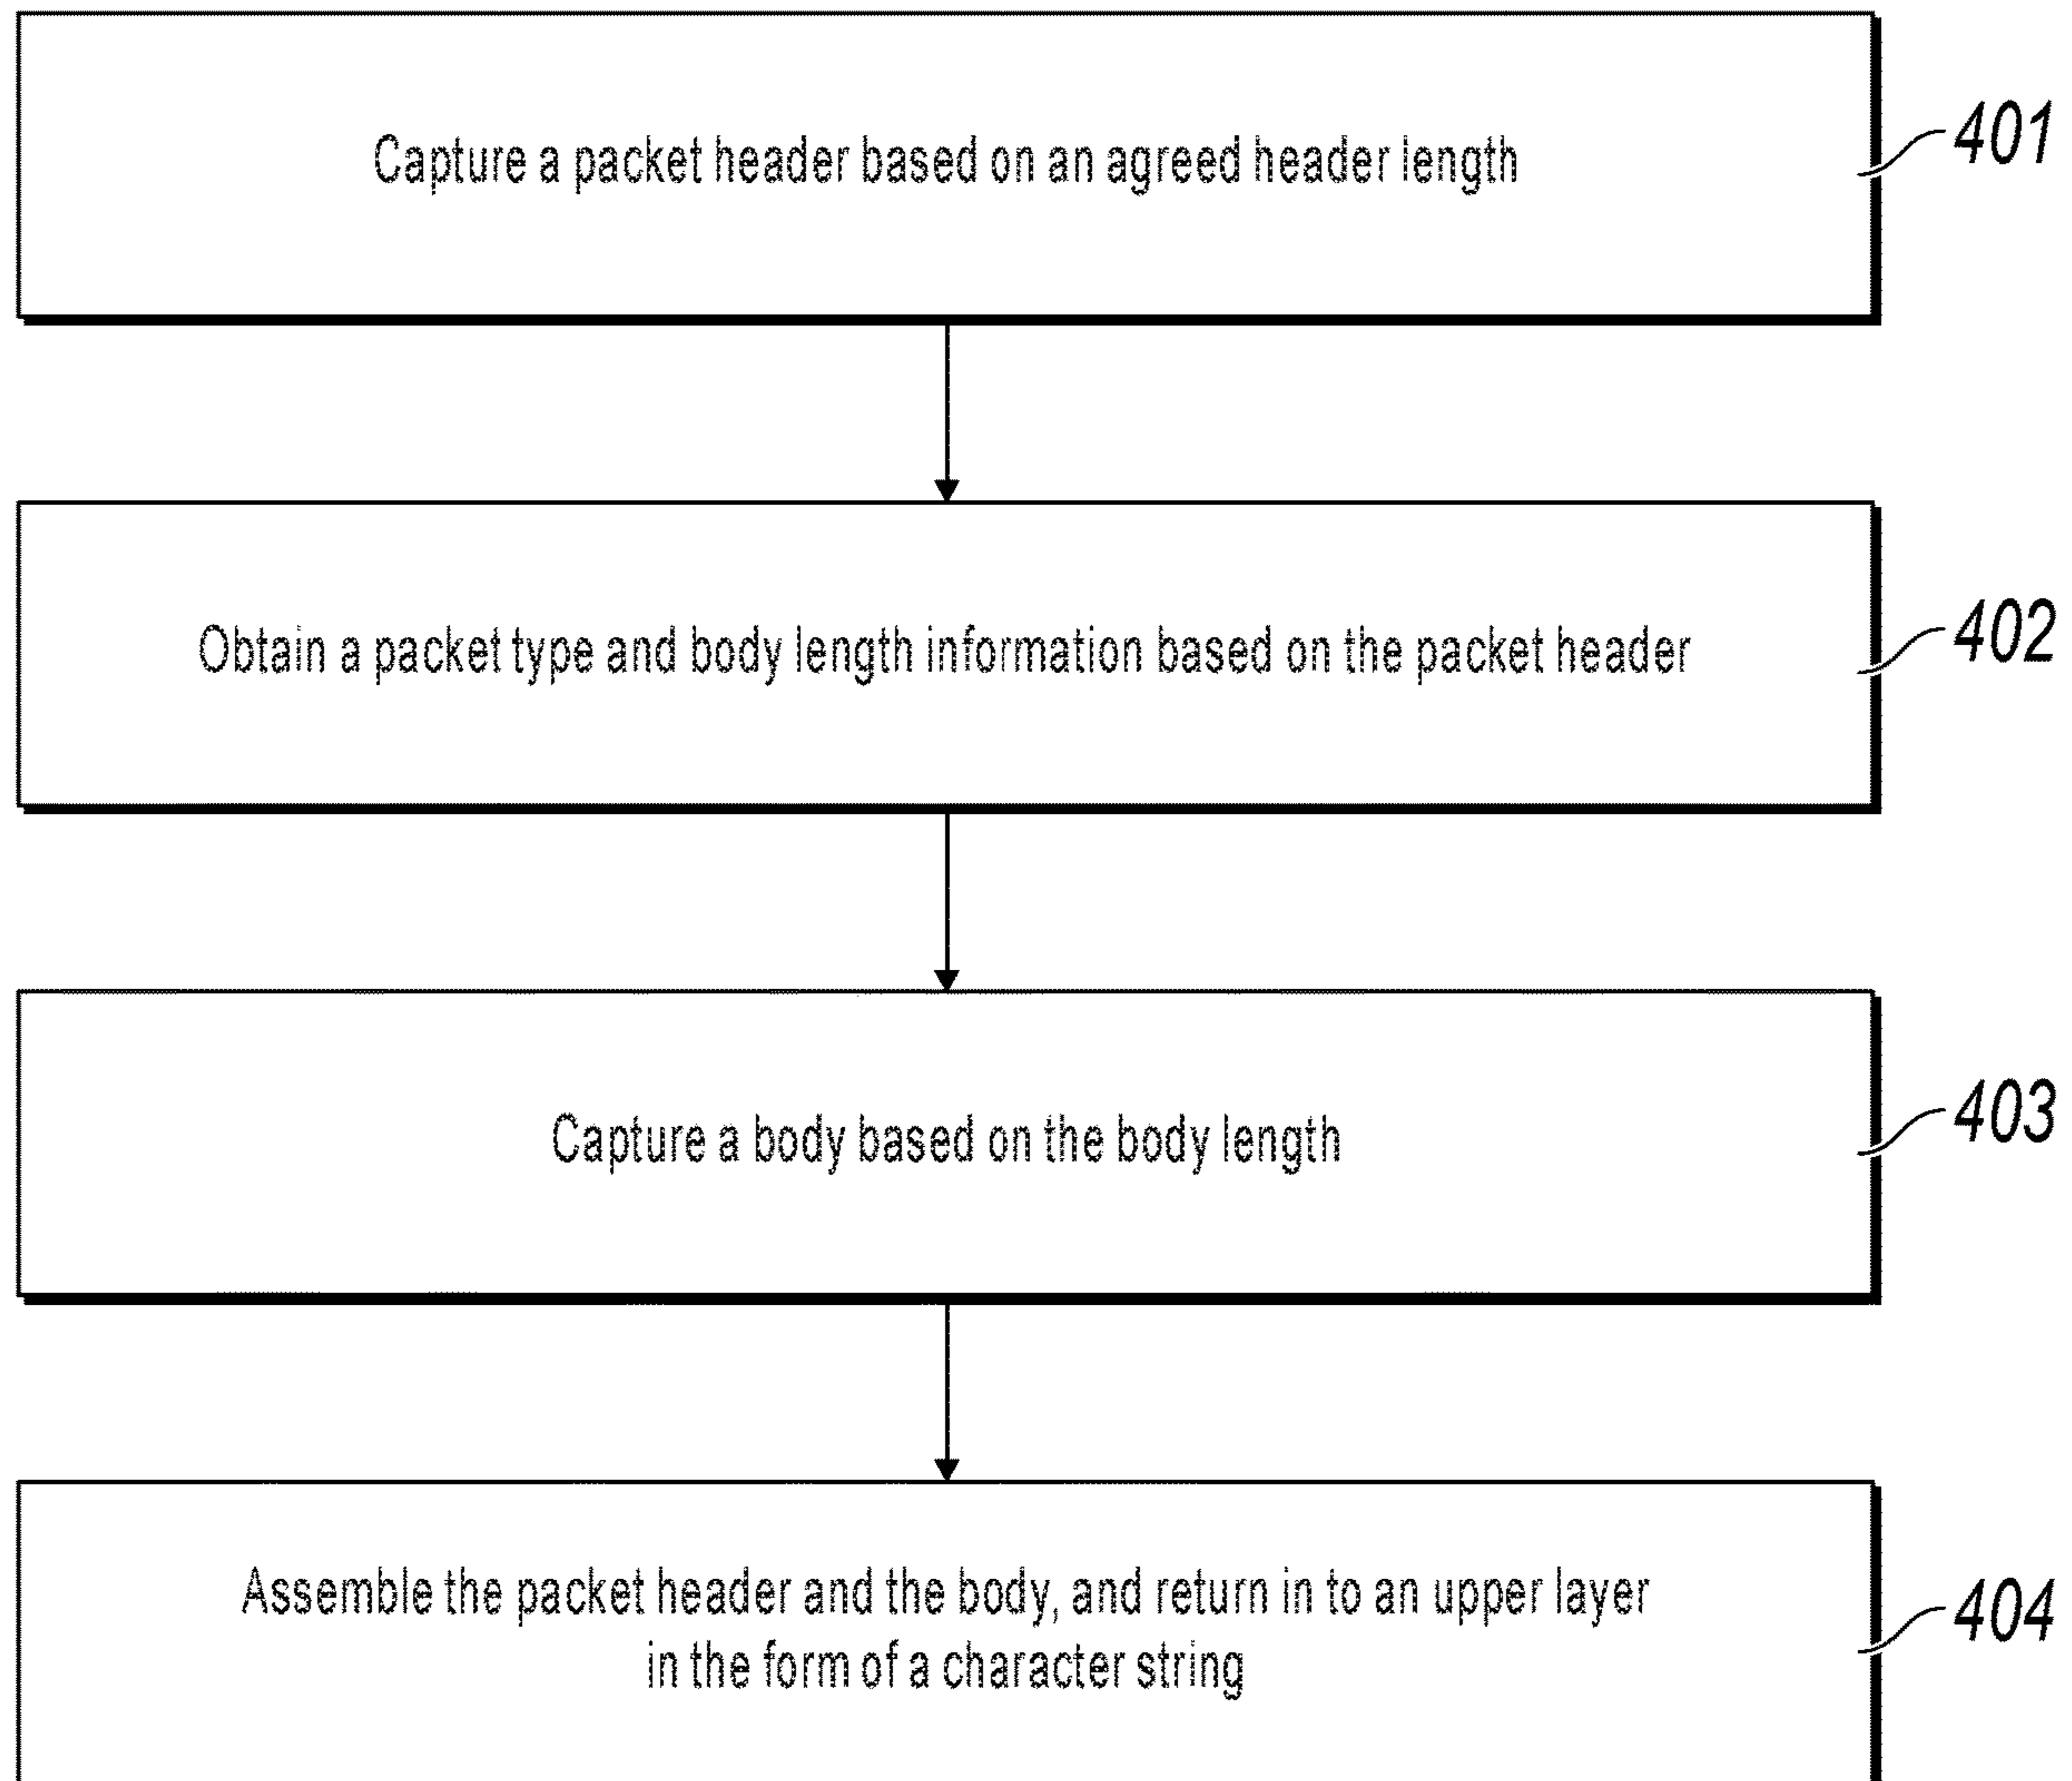 Capture a packet header based on an agreed header length
401
Obtain a packet type and body length information based on the packet header
402
Capture a body based on the body length
403
Assemble the packet header and the body, and return in to an upper layer
in the form of a character string
404